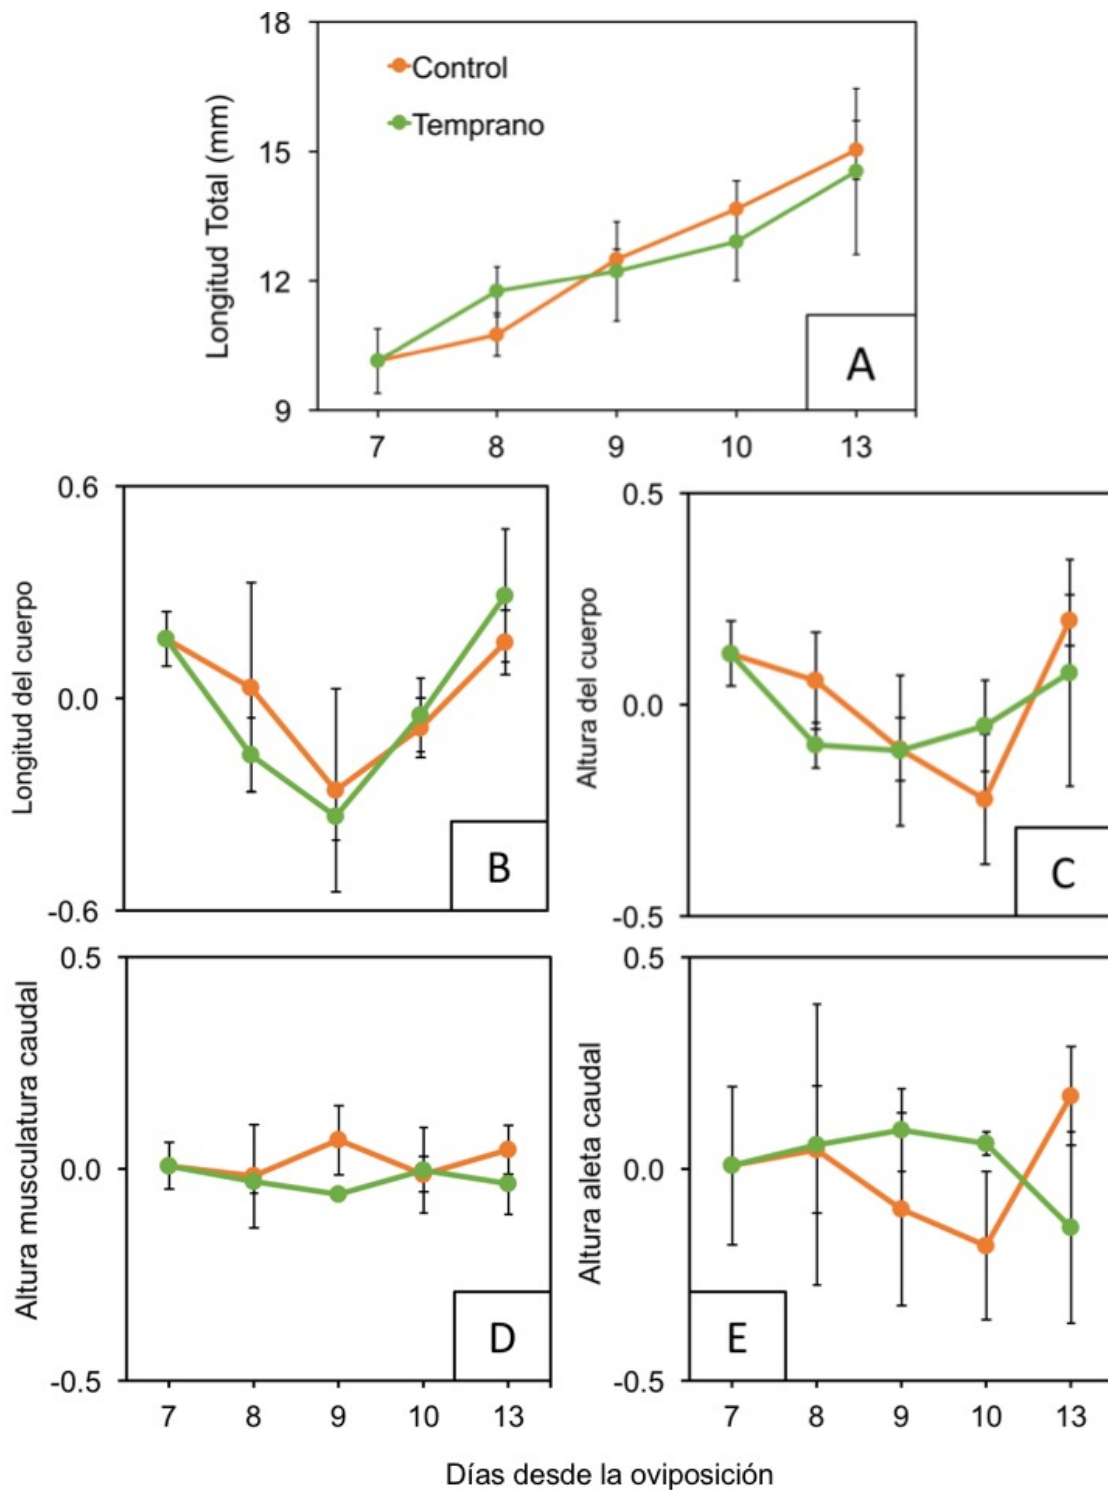 18
Control
Temprano
15
12
9
Longitud Total (mm)
A
7 8 9 10 13
0.6
0.0
-0.6
Longitud del cuerpo
B
0.5
0.0
-0.5
Altura del cuerpo
C
0.5
0.0
-0.5
Altura musculatura caudal
D
7 8 9 10 13
0.5
0.0
-0.5
Altura aleta caudal
E
7 8 9 10 13
Días desde la oviposición